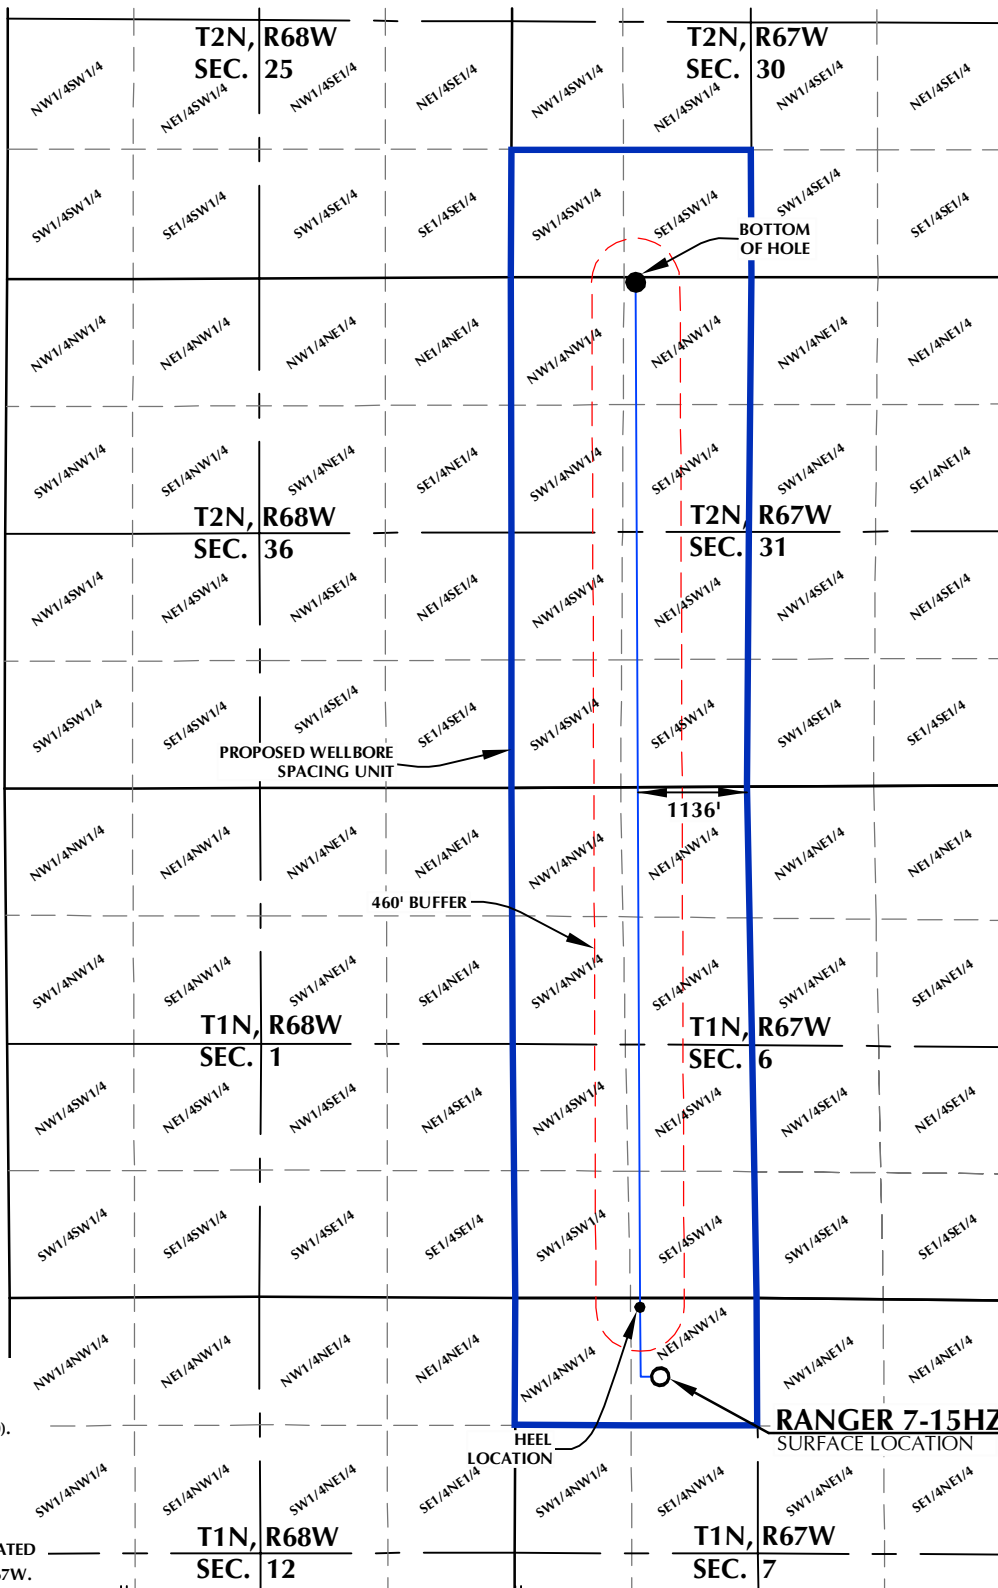 T2N, R68W
SEC. 25
T2N, R67W
SEC. 30
NW1/4SW1/4
NE1/4SW1/4
NW1/4SE1/4
NE1/4SE1/4
NW1/4SW1/4
NE1/4SW1/4
NW1/4SE1/4
NE1/4SE1/4
SW1/4SW1/4
SE1/4SW1/4
SW1/4SE1/4
SE1/4SE1/4
SW1/4SW1/4
SE1/4SW1/4
SW1/4SE1/4
SE1/4SE1/4
BOTTOM
OF HOLE
NW1/4NW1/4
NE1/4NW1/4
NW1/4NE1/4
NE1/4NE1/4
NW1/4NW1/4
NE1/4NW1/4
NW1/4NE1/4
NE1/4NE1/4
SW1/4NW1/4
SE1/4NW1/4
SW1/4NE1/4
SE1/4NE1/4
SW1/4NW1/4
SE1/4NW1/4
SW1/4NE1/4
SE1/4NE1/4
T2N, R68W
SEC. 36
T2N, R67W
SEC. 31
NW1/4SW1/4
NE1/4SW1/4
NW1/4SE1/4
NE1/4SE1/4
NW1/4SW1/4
NE1/4SW1/4
NW1/4SE1/4
NE1/4SE1/4
SW1/4SW1/4
SE1/4SW1/4
SW1/4SE1/4
SE1/4SE1/4
SW1/4SW1/4
SE1/4SW1/4
SW1/4SE1/4
SE1/4SE1/4
PROPOSED WELLBORE
SPACING UNIT
1136'
NW1/4NW1/4
NE1/4NW1/4
NW1/4NE1/4
NE1/4NE1/4
NW1/4NW1/4
NE1/4NW1/4
NW1/4NE1/4
NE1/4NE1/4
460' BUFFER
SW1/4NW1/4
SE1/4NW1/4
SW1/4NE1/4
SE1/4NE1/4
SW1/4NW1/4
SE1/4NW1/4
SW1/4NE1/4
SE1/4NE1/4
T1N, R68W
SEC. 1
T1N, R67W
SEC. 6
NW1/4SW1/4
NE1/4SW1/4
NW1/4SE1/4
NE1/4SE1/4
NW1/4SW1/4
NE1/4SW1/4
NW1/4SE1/4
NE1/4SE1/4
SW1/4SW1/4
SE1/4SW1/4
SW1/4SE1/4
SE1/4SE1/4
SW1/4SW1/4
SE1/4SW1/4
SW1/4SE1/4
SE1/4SE1/4
NW1/4NW1/4
NE1/4NW1/4
NW1/4NE1/4
NE1/4NE1/4
NW1/4NW1/4
NE1/4NW1/4
NW1/4NE1/4
NE1/4NE1/4
).
HEEL
LOCATION
RANGER 7-15HZ
SURFACE LOCATION
SW1/4NW1/4
SE1/4NW1/4
SW1/4NE1/4
SE1/4NE1/4
SW1/4NW1/4
SE1/4NW1/4
SW1/4NE1/4
SE1/4NE1/4
ATED
67W.
T1N, R68W
SEC. 12
T1N, R67W
SEC. 7